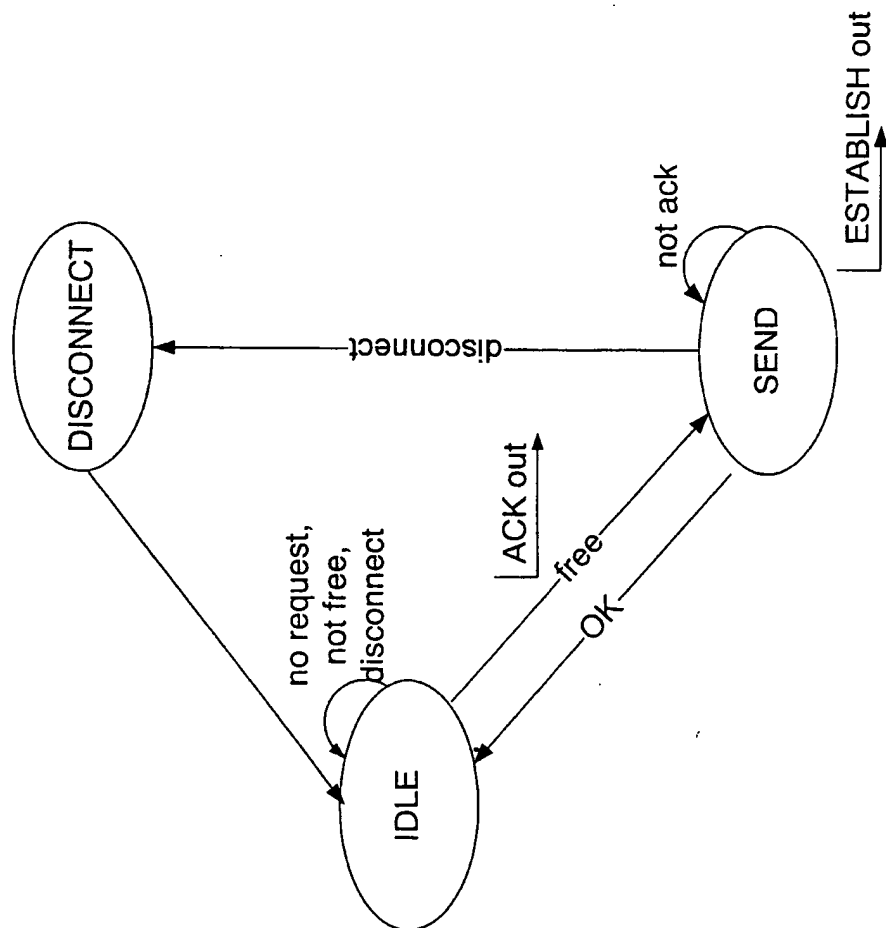 DISCONNECT
disconnect
not ack
SEND
ESTABLISH out
no request,
not free,
disconnect
ACK out
free
OK
IDLE